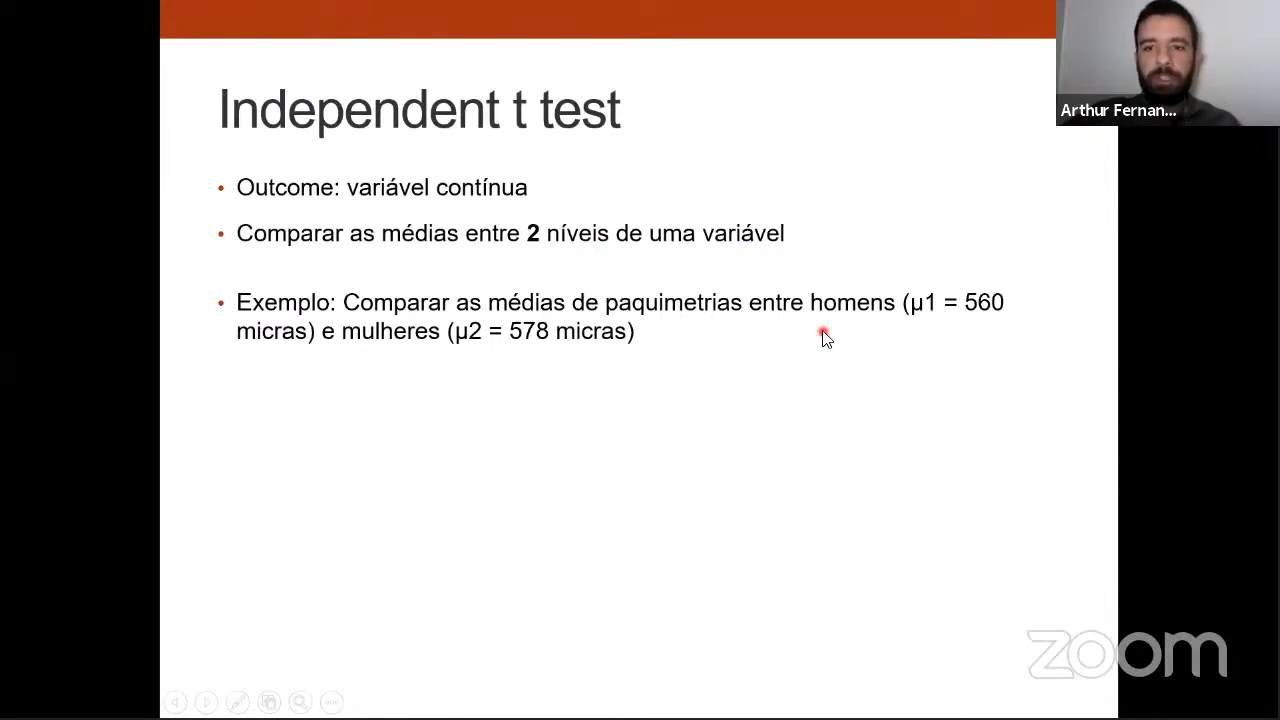 Independent t test
Arthur Fernan...
• Outcome: variável contínua
• Comparar as médias entre 2 níveis de uma variável
• Exemplo: Comparar as médias de paquimetrias entre homens (µ1 = 560
micras) e mulheres (µ2 = 578 micras)
zoom